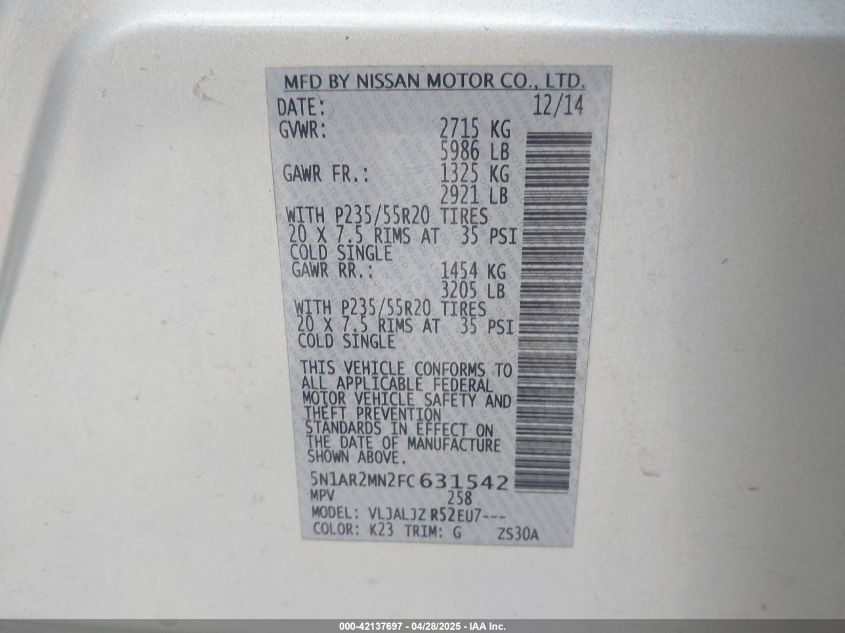 MFD BY NISSAN MOTOR CO., LTD.
DATE: 12/14
GVWR: 2715 KG
5986 LB
GAWR FR.: 1325 KG
2921 LB
WITH P235/55R20 TIRES
20 X 7.5 RIMS AT 35 PSI
COLD SINGLE
GAWR RR.: 1454 KG
3205 LB
WITH P235/55R20 TIRES
20 X 7.5 RIMS AT 35 PSI
COLD SINGLE
THIS VEHICLE CONFORMS TO
ALL APPLICABLE FEDERAL
MOTOR VEHICLE SAFETY AND
THEFT PREVENTION
STANDARDS IN EFFECT ON
THE DATE OF MANUFACTURE
SHOWN ABOVE.
5N1AR2MN2FC631542
MPV 258
MODEL: VLJALJZ R52EU7---
COLOR: K23 TRIM: G ZS30A
000-42137697 - 04/28/2025 - IAA Inc.